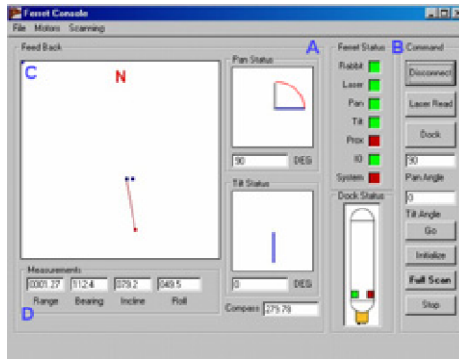 Ferret Console
File Motors Scanning
Feed Back
A
Ferret Status
B
Command
C
N
Pan Status
Rabbit
Laser
Pan
Tilt
Prox
IO
System
Disconnect
Laser Read
Dock
90 DEG
90
Pan Angle
Tilt Status
Dock Status
0
Tilt Angle
Go
Initialize
Full Scan
Stop
Measurements
0001.27 112.4 079.2 049.5
Range Bearing Incline Roll
D
0 DEG
Compass 279.78